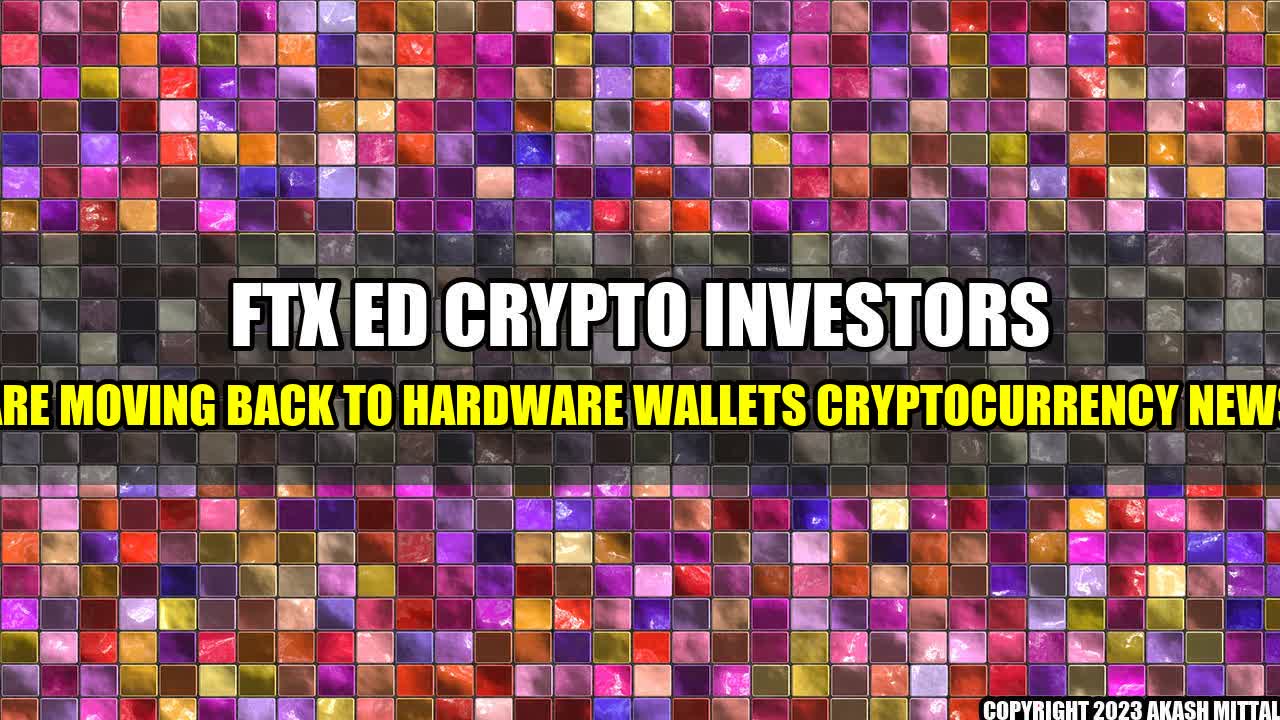 FTX ED CRYPTO INVESTORS
ARE MOVING BACK TO HARDWARE WALLETS CRYPTOCURRENCY NEWS
COPYRIGHT 2023 AKASH MITTAL